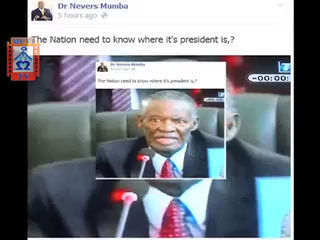 Dr Nevers Mumba
5 hours ago
The Nation need to know where it's president is,?
Dr Nevers Mumba
The Nation need to know where it's president is,?
-00:00: